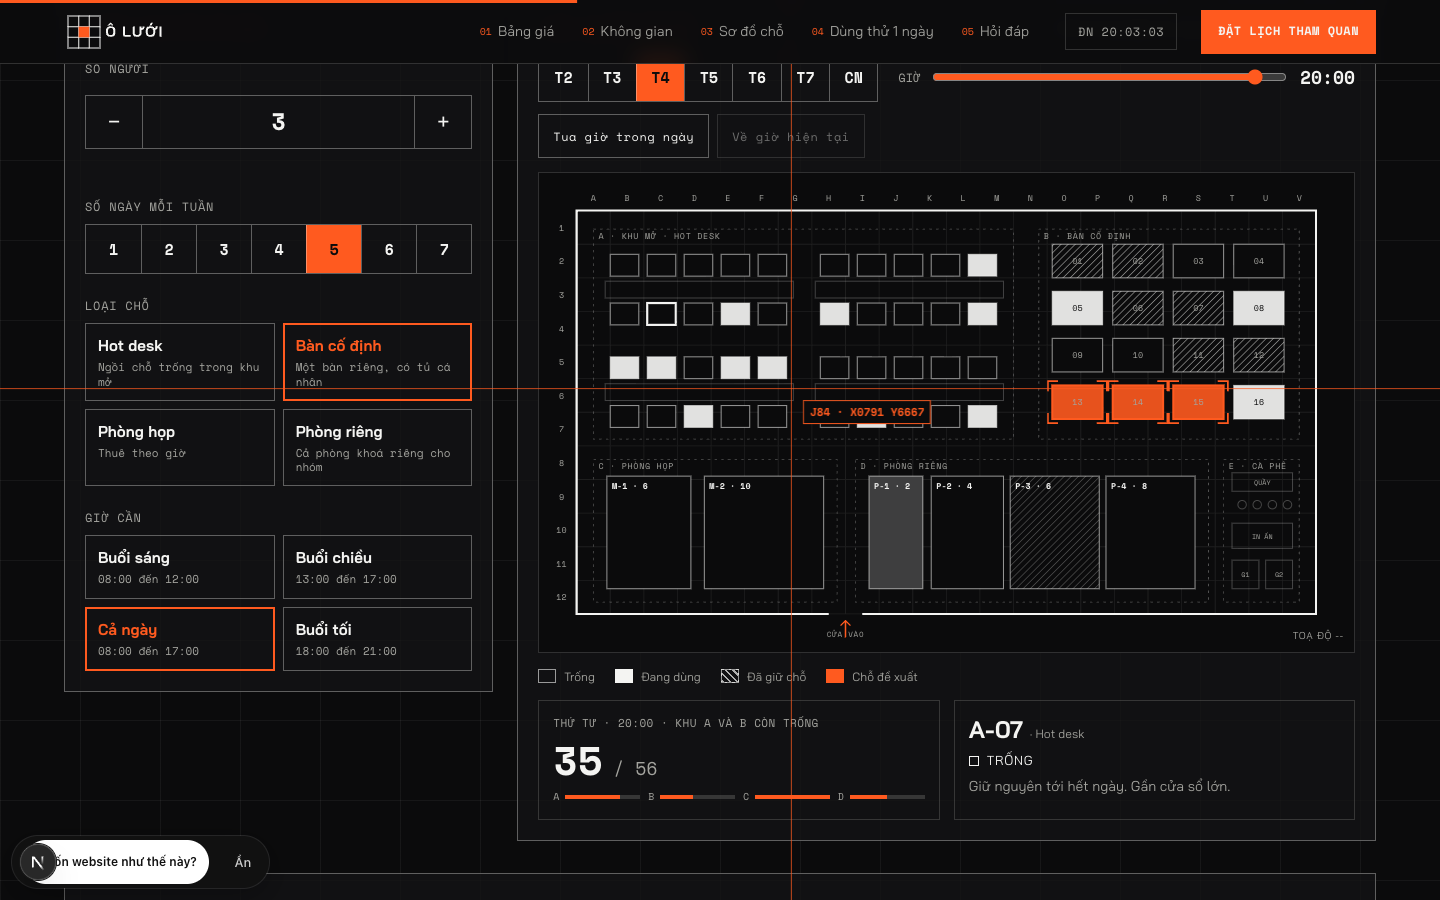 Ô LƯỚI
01 Bảng giá
02 Không gian
03 Sơ đồ chỗ
04 Dùng thử 1 ngày
05 Hỏi đáp
ĐN 20:03:03
ĐẶT LỊCH THAM QUAN
SỐ NGƯỜI
− 3 +
SỐ NGÀY MỖI TUẦN
1 2 3 4 5 6 7
LOẠI CHỖ
Hot desk
Ngồi chỗ trống trong khu
mở
Bàn cố định
Một bàn riêng, có tủ cá
nhân
Phòng họp
Thuê theo giờ
Phòng riêng
Cả phòng khoá riêng cho
nhóm
GIỜ CẦN
Buổi sáng
08:00 đến 12:00
Buổi chiều
13:00 đến 17:00
Cả ngày
08:00 đến 17:00
Buổi tối
18:00 đến 21:00
T2 T3 T4 T5 T6 T7 CN
GIỜ 20:00
Tua giờ trong ngày
Về giờ hiện tại
A B C D E F G H I J K L M N O P Q R S T U V
1
2
3
4
5
6
7
8
9
10
11
12
A · KHU MỞ · HOT DESK
B · BÀN CỐ ĐỊNH
01 02 03 04
05 06 07 08
09 10 11 12
13 14 15 16
J84 · X0791 Y6667
C · PHÒNG HỌP
M-1 · 6
M-2 · 10
D · PHÒNG RIÊNG
P-1 · 2
P-2 · 4
P-3 · 6
P-4 · 8
E · CÀ PHÊ
QUẦY
IN ẤN
G1 G2
CỬA VÀO
TOẠ ĐỘ --
Trống
Đang dùng
Đã giữ chỗ
Chỗ đề xuất
THỨ TƯ · 20:00 · KHU A VÀ B CÒN TRỐNG
35 / 56
A B C D
A-07 · Hot desk
TRỐNG
Giữ nguyên tới hết ngày. Gần cửa sổ lớn.
website như thế này?
Ẩn